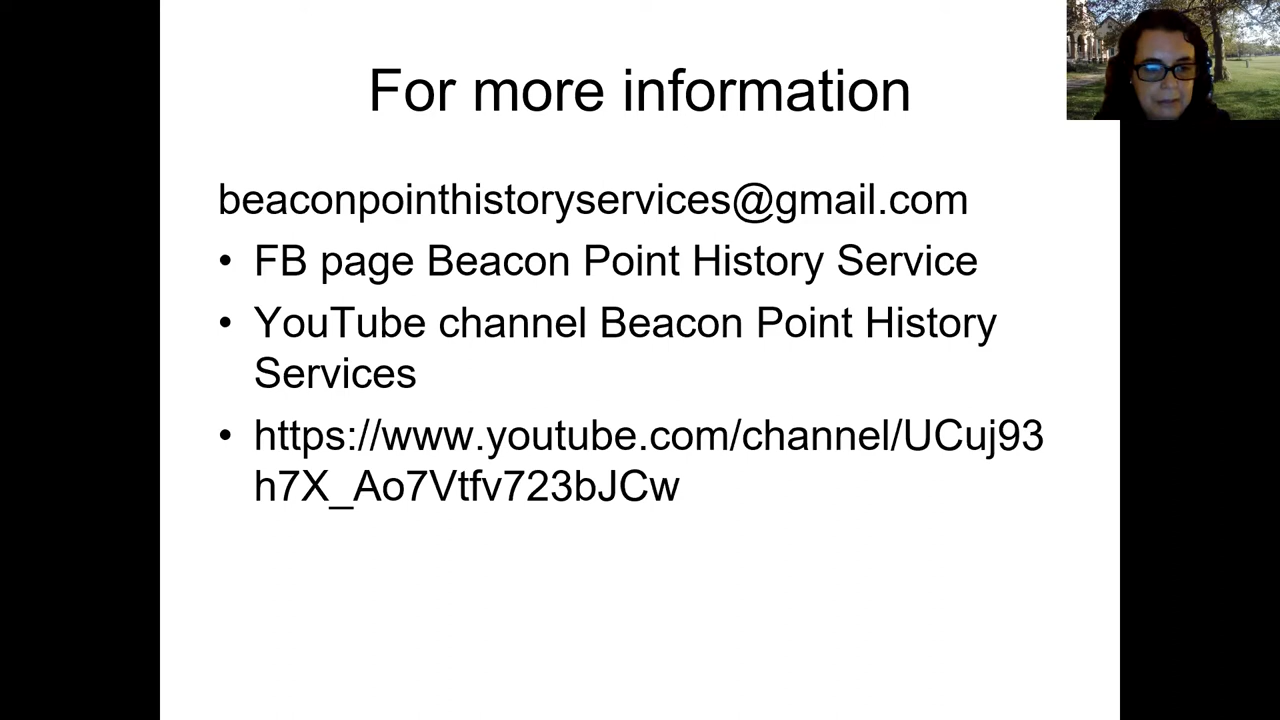 For more information
beaconpointhistoryservices@gmail.com
• FB page Beacon Point History Service
• YouTube channel Beacon Point History
Services
• https://www.youtube.com/channel/UCuj93
h7X_Ao7Vtfv723bJCw